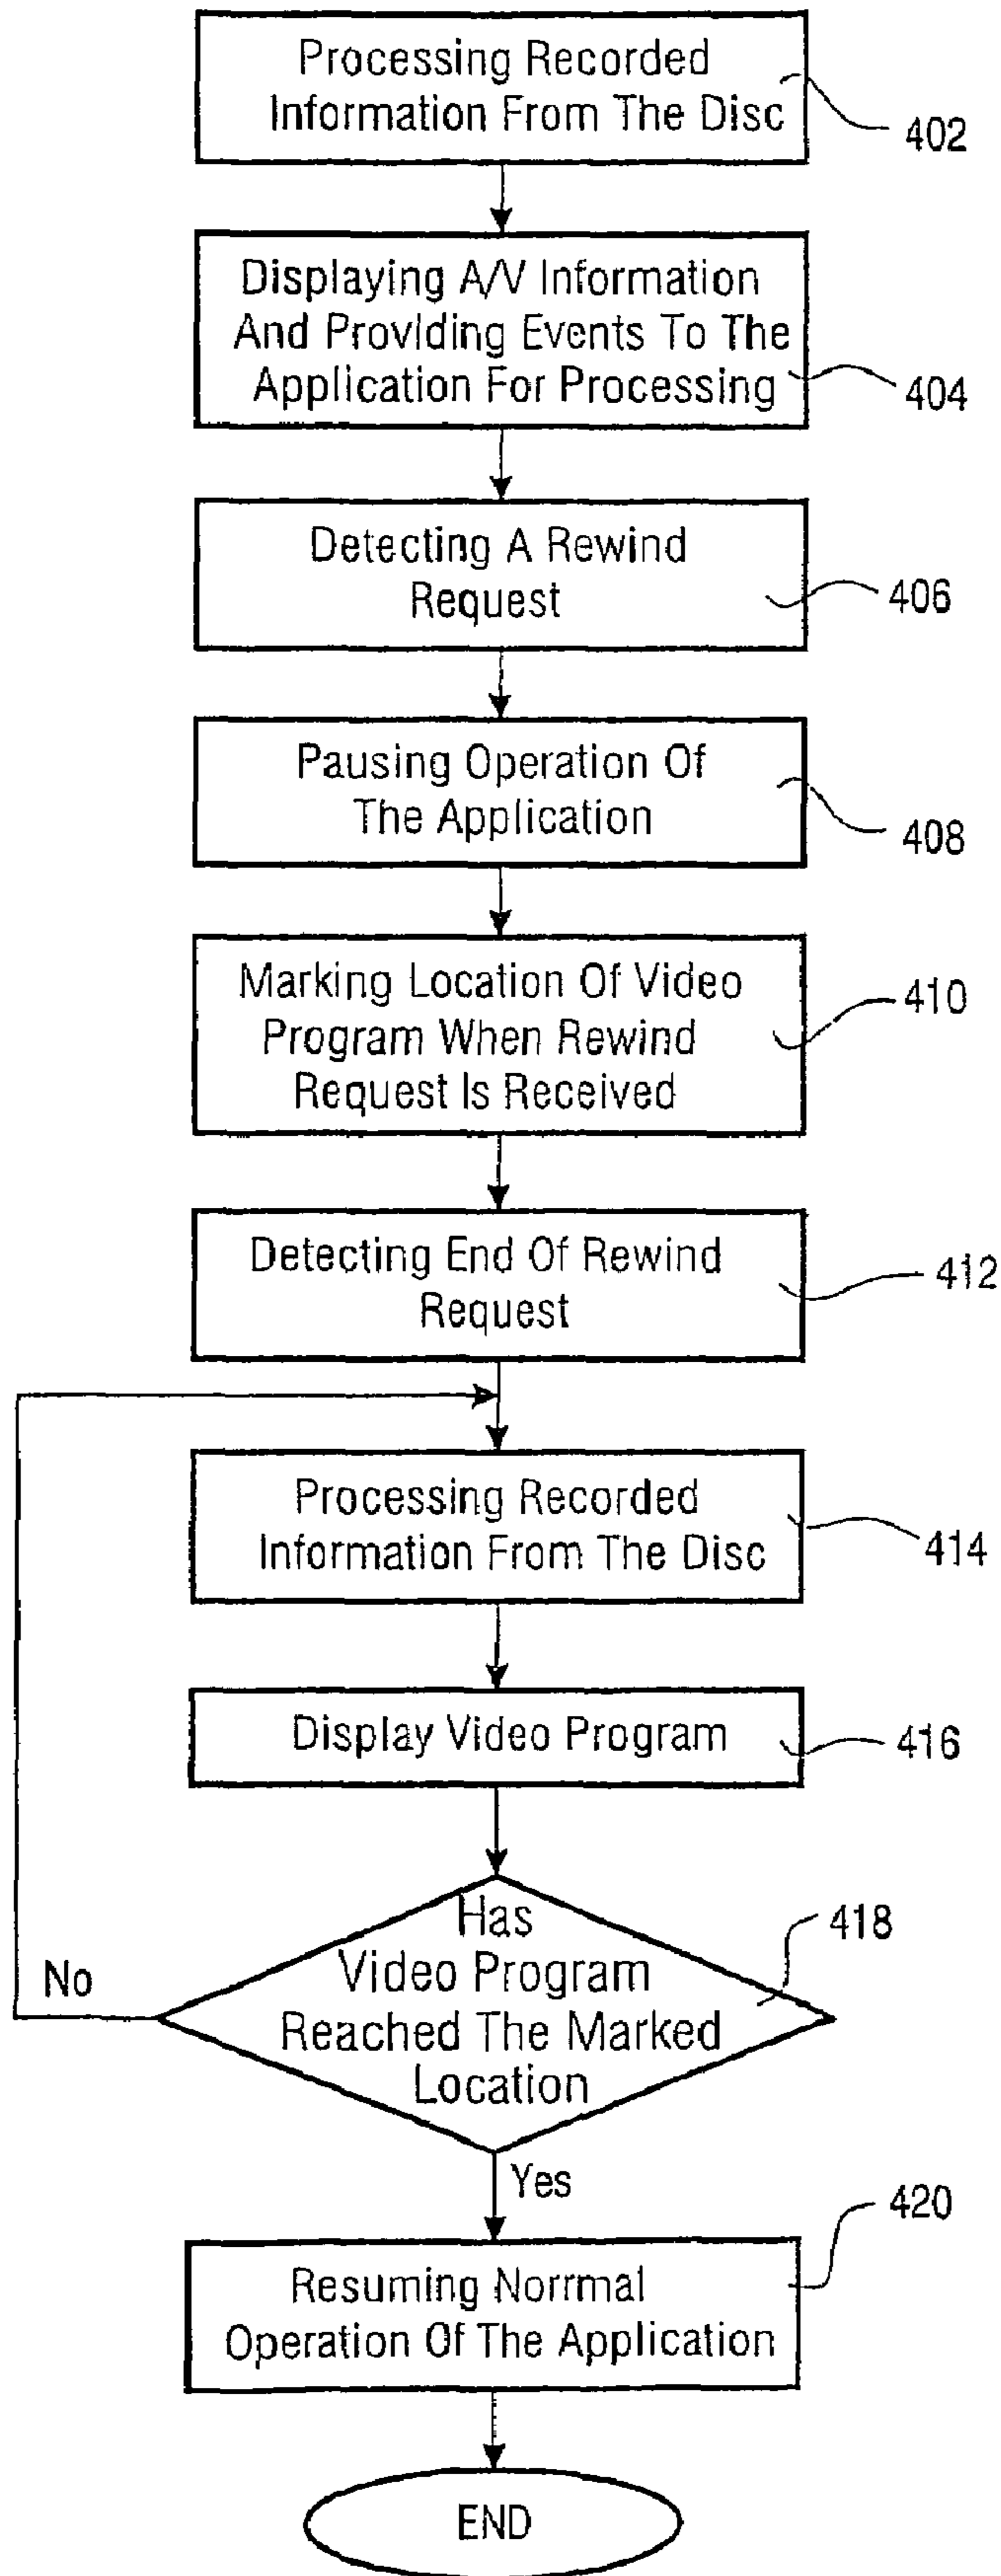 Processing Recorded
Information From The Disc
402
Displaying A/V Information
And Providing Events To The
Application For Processing
404
Detecting A Rewind
Request
406
Pausing Operation Of
The Application
408
Marking Location Of Video
Program When Rewind
Request Is Received
410
Detecting End Of Rewind
Request
412
Processing Recorded
Information From The Disc
414
Display Video Program
416
Has
Video Program
Reached The Marked
Location
418
No
Yes
Resuming Norrmal
Operation Of The Application
420
END